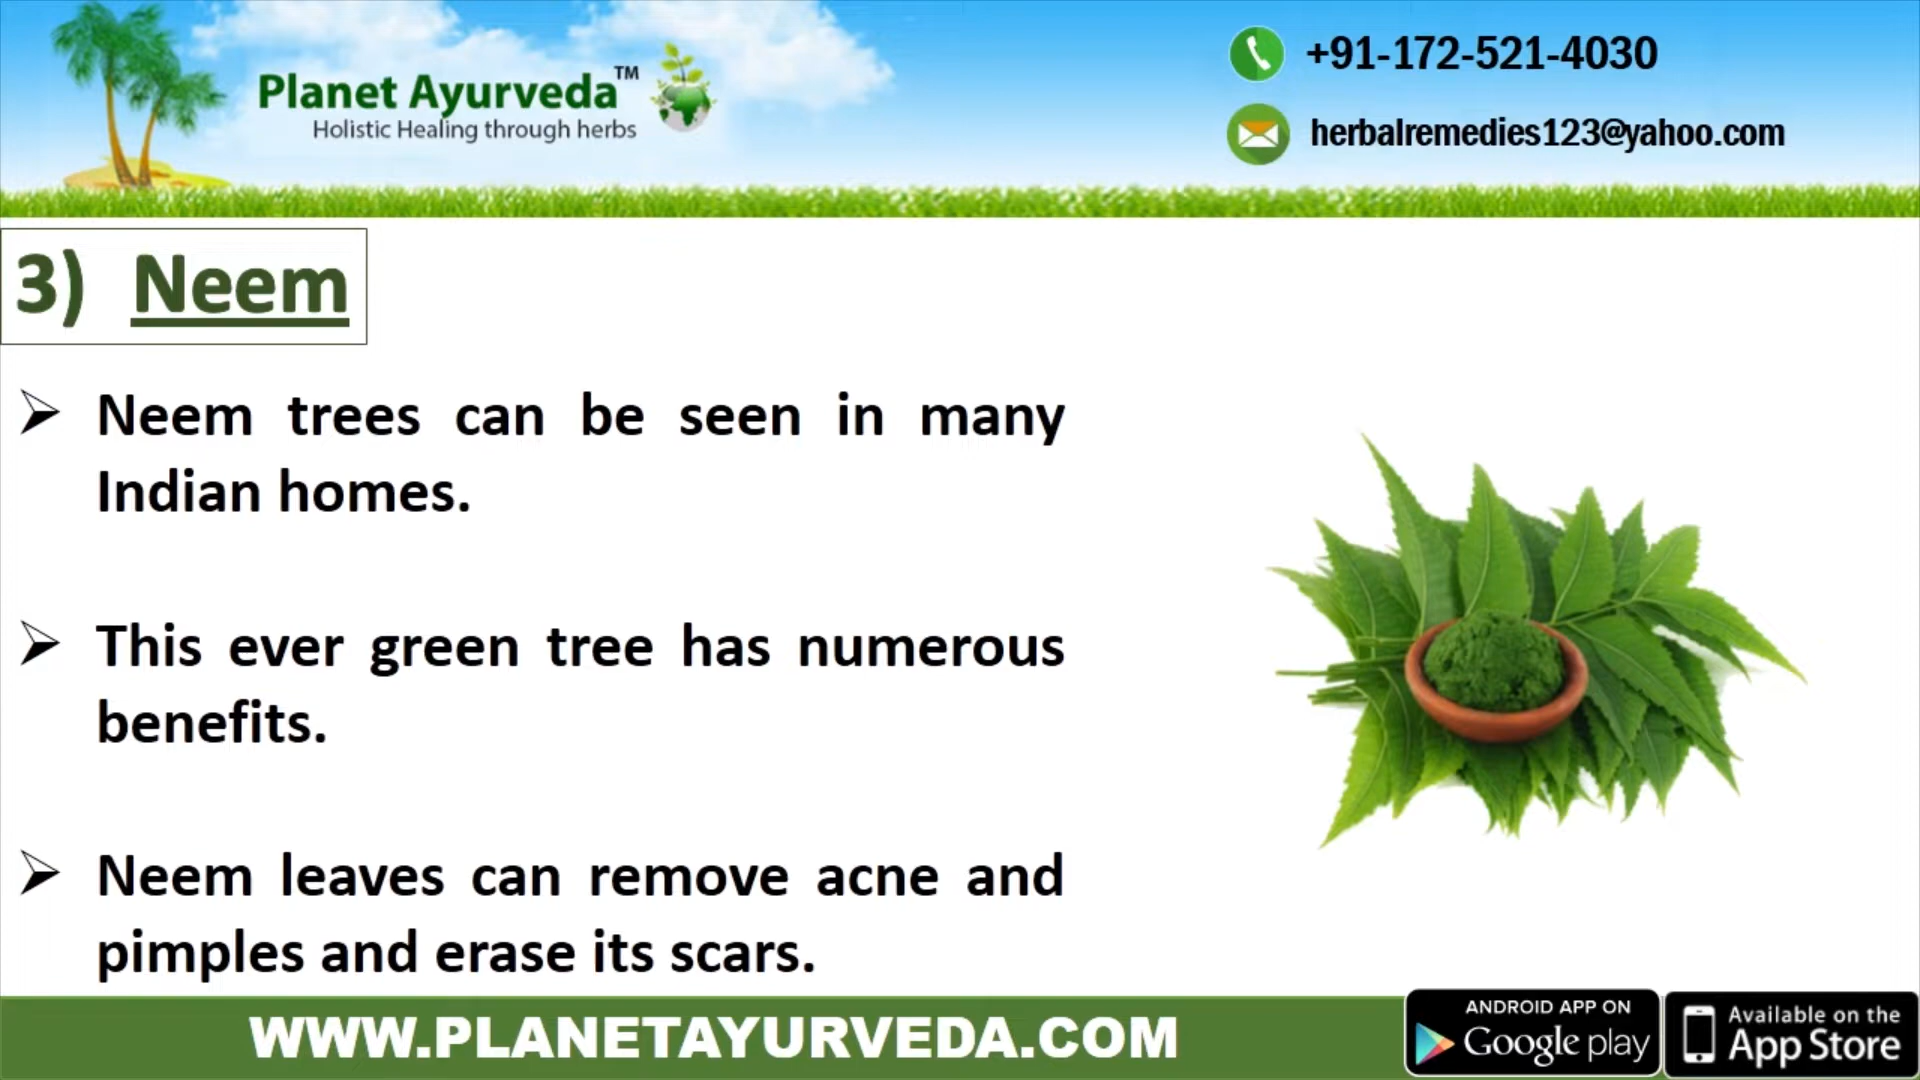 Planet Ayurveda™
Holistic Healing through herbs
+91-172-521-4030
herbalremedies123@yahoo.com
3) Neem
➢ Neem trees can be seen in many
Indian homes.
➢ This ever green tree has numerous
benefits.
➢ Neem leaves can remove acne and
pimples and erase its scars.
WWW.PLANETAYURVEDA.COM
ANDROID APP ON
Google play
Available on the
App Store